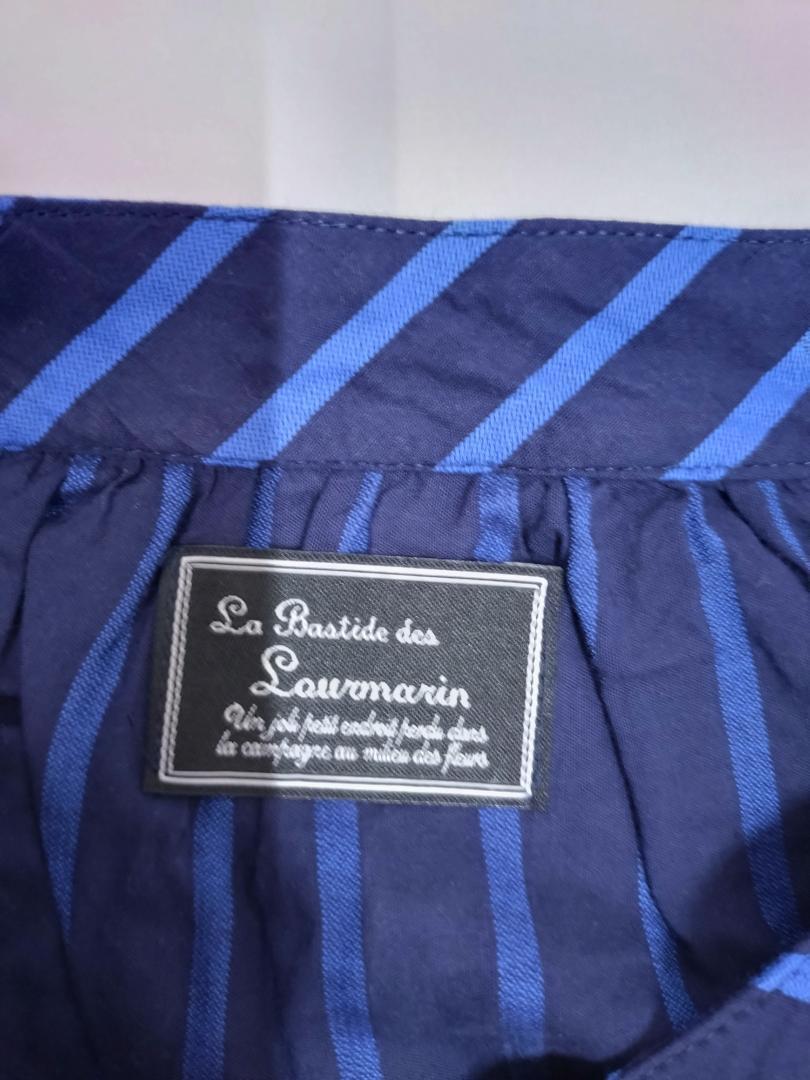 La Bastide des
Lourmarin
Un joli petit endroit perdu dans
la campagne au milieu des fleurs